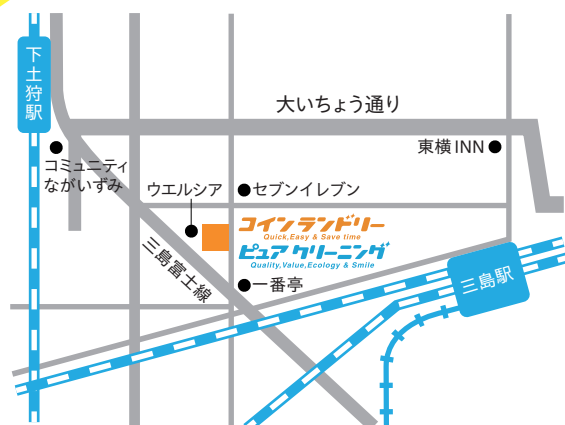 下土狩駅
大いちょう通り
東横INN
コミュニティ
ながいずみ
ウエルシア
セブンイレブン
コインランドリー
Quick,Easy & Save time
ピュアクリーニング
Quality,Value,Ecology & Smile
三島富士線
一番亭
三島駅